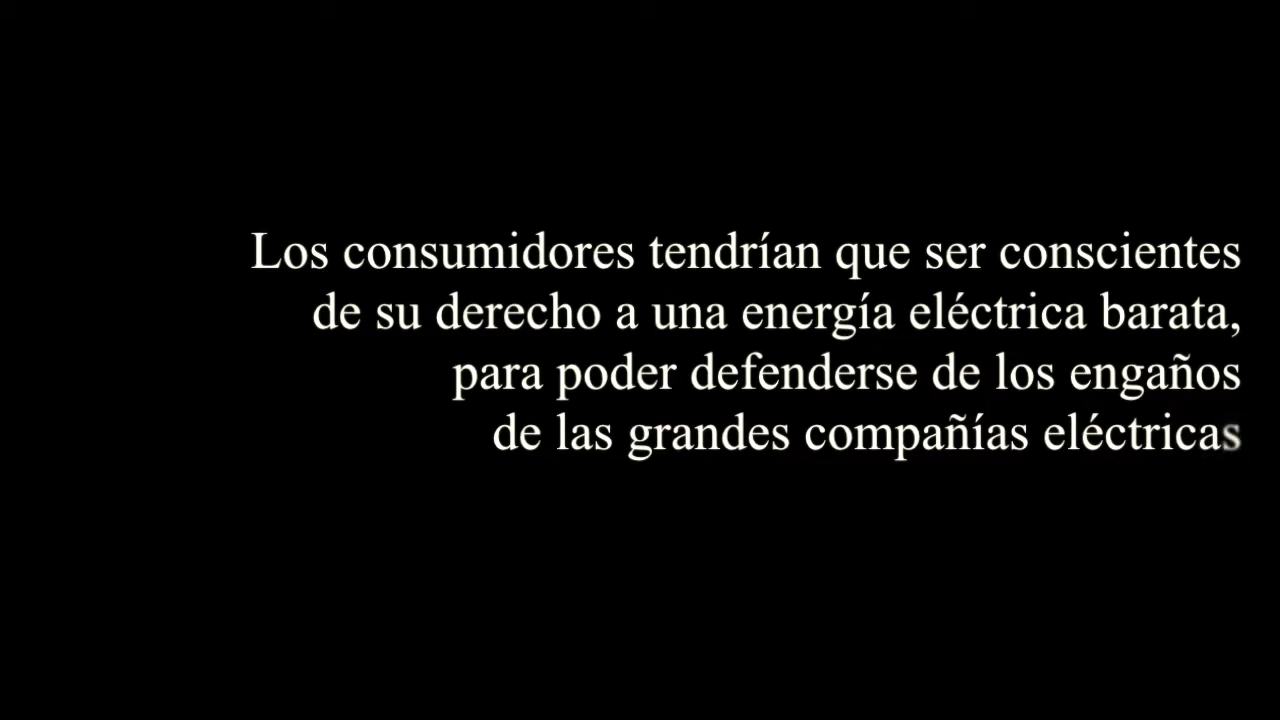 Los consumidores tendrían que ser conscientes
de su derecho a una energía eléctrica barata,
para poder defenderse de los engaños
de las grandes compañías eléctricas